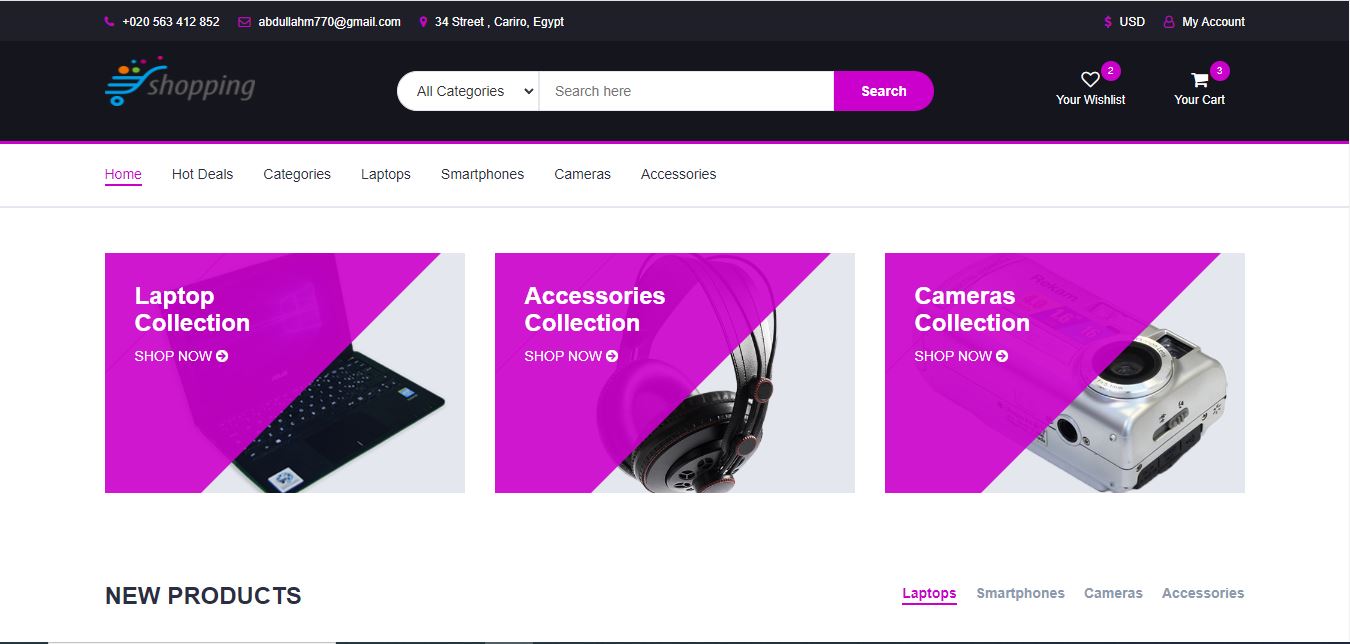 +020 563 412 852 abdullahm770@gmail.com 34 Street , Cariro, Egypt $ USD My Account
shopping
All Categories Search here Search
2 3
Your Wishlist Your Cart
Home Hot Deals Categories Laptops Smartphones Cameras Accessories
Laptop
Collection
SHOP NOW
Accessories
Collection
SHOP NOW
Cameras
Collection
SHOP NOW
Rekam
NEW PRODUCTS Laptops Smartphones Cameras Accessories